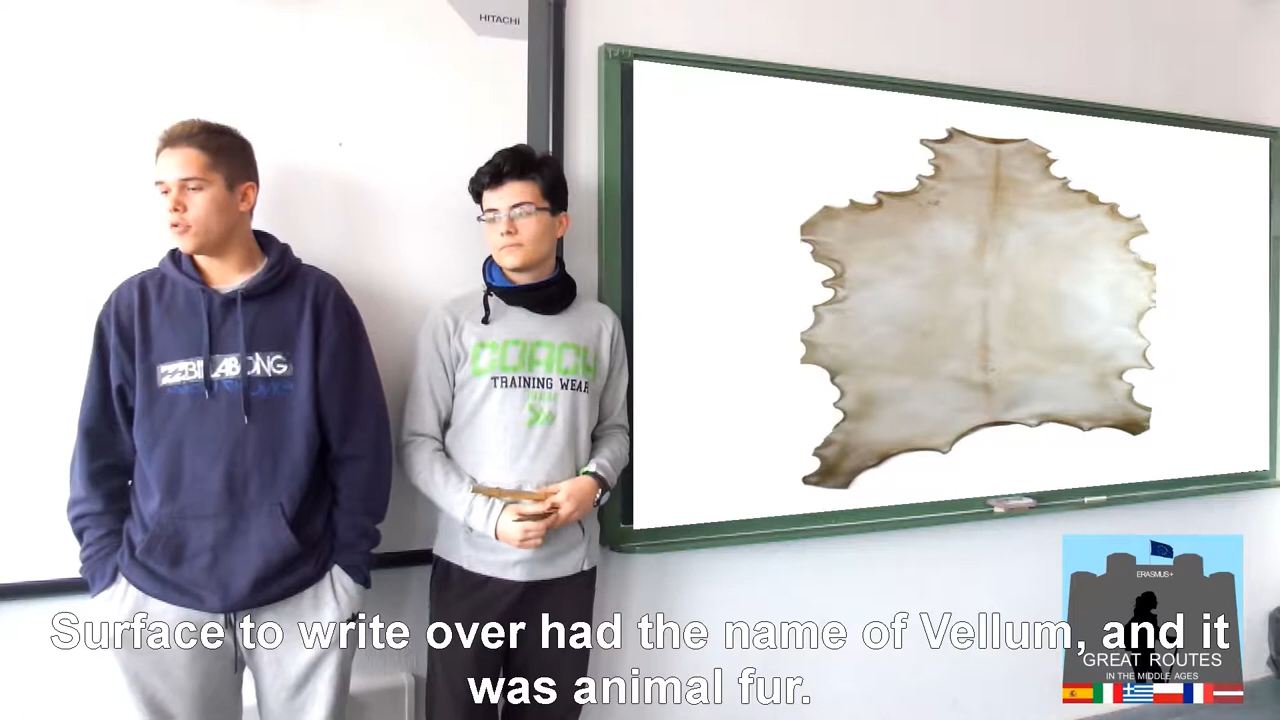 HITACHI
BILLABONG
COACH
TRAINING WEAR
ERASMUS+
GREAT ROUTES
IN THE MIDDLE AGES
Surface to write over had the name of Vellum, and it
was animal fur.